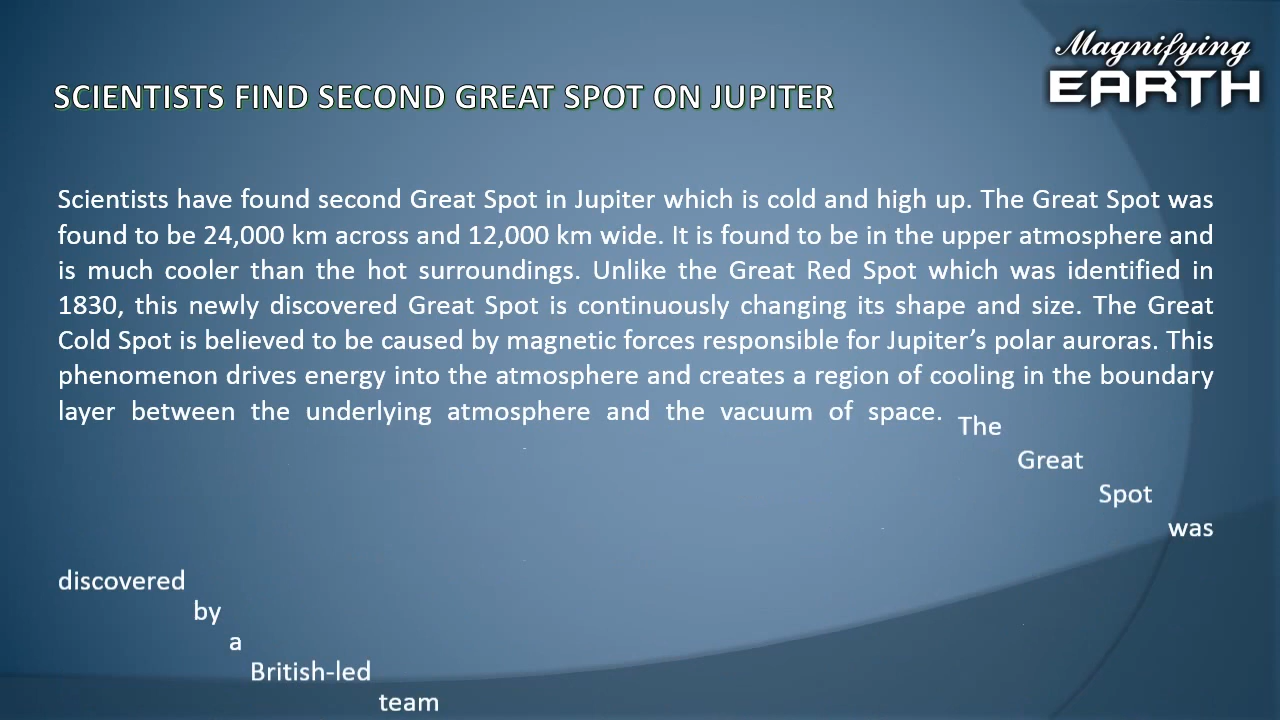 Magnifying
EARTH
SCIENTISTS FIND SECOND GREAT SPOT ON JUPITER
Scientists have found second Great Spot in Jupiter which is cold and high up. The Great Spot was
found to be 24,000 km across and 12,000 km wide. It is found to be in the upper atmosphere and
is much cooler than the hot surroundings. Unlike the Great Red Spot which was identified in
1830, this newly discovered Great Spot is continuously changing its shape and size. The Great
Cold Spot is believed to be caused by magnetic forces responsible for Jupiter’s polar auroras. This
phenomenon drives energy into the atmosphere and creates a region of cooling in the boundary
layer between the underlying atmosphere and the vacuum of space.
The
Great
Spot
was
discovered
by
a
British-led
team